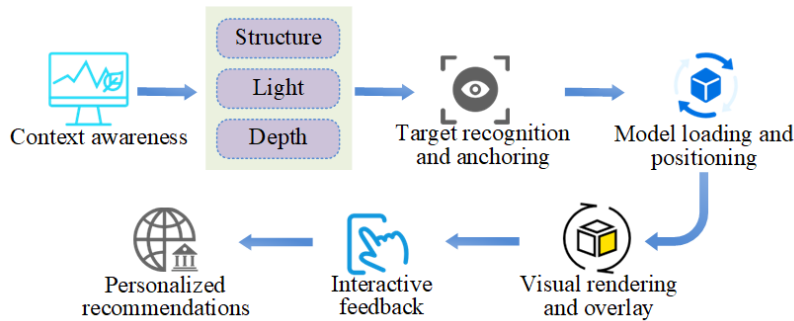 Context awareness
Structure
Light
Depth
Target recognition
and anchoring
Model loading and
positioning
Visual rendering
and overlay
Interactive
feedback
Personalized
recommendations